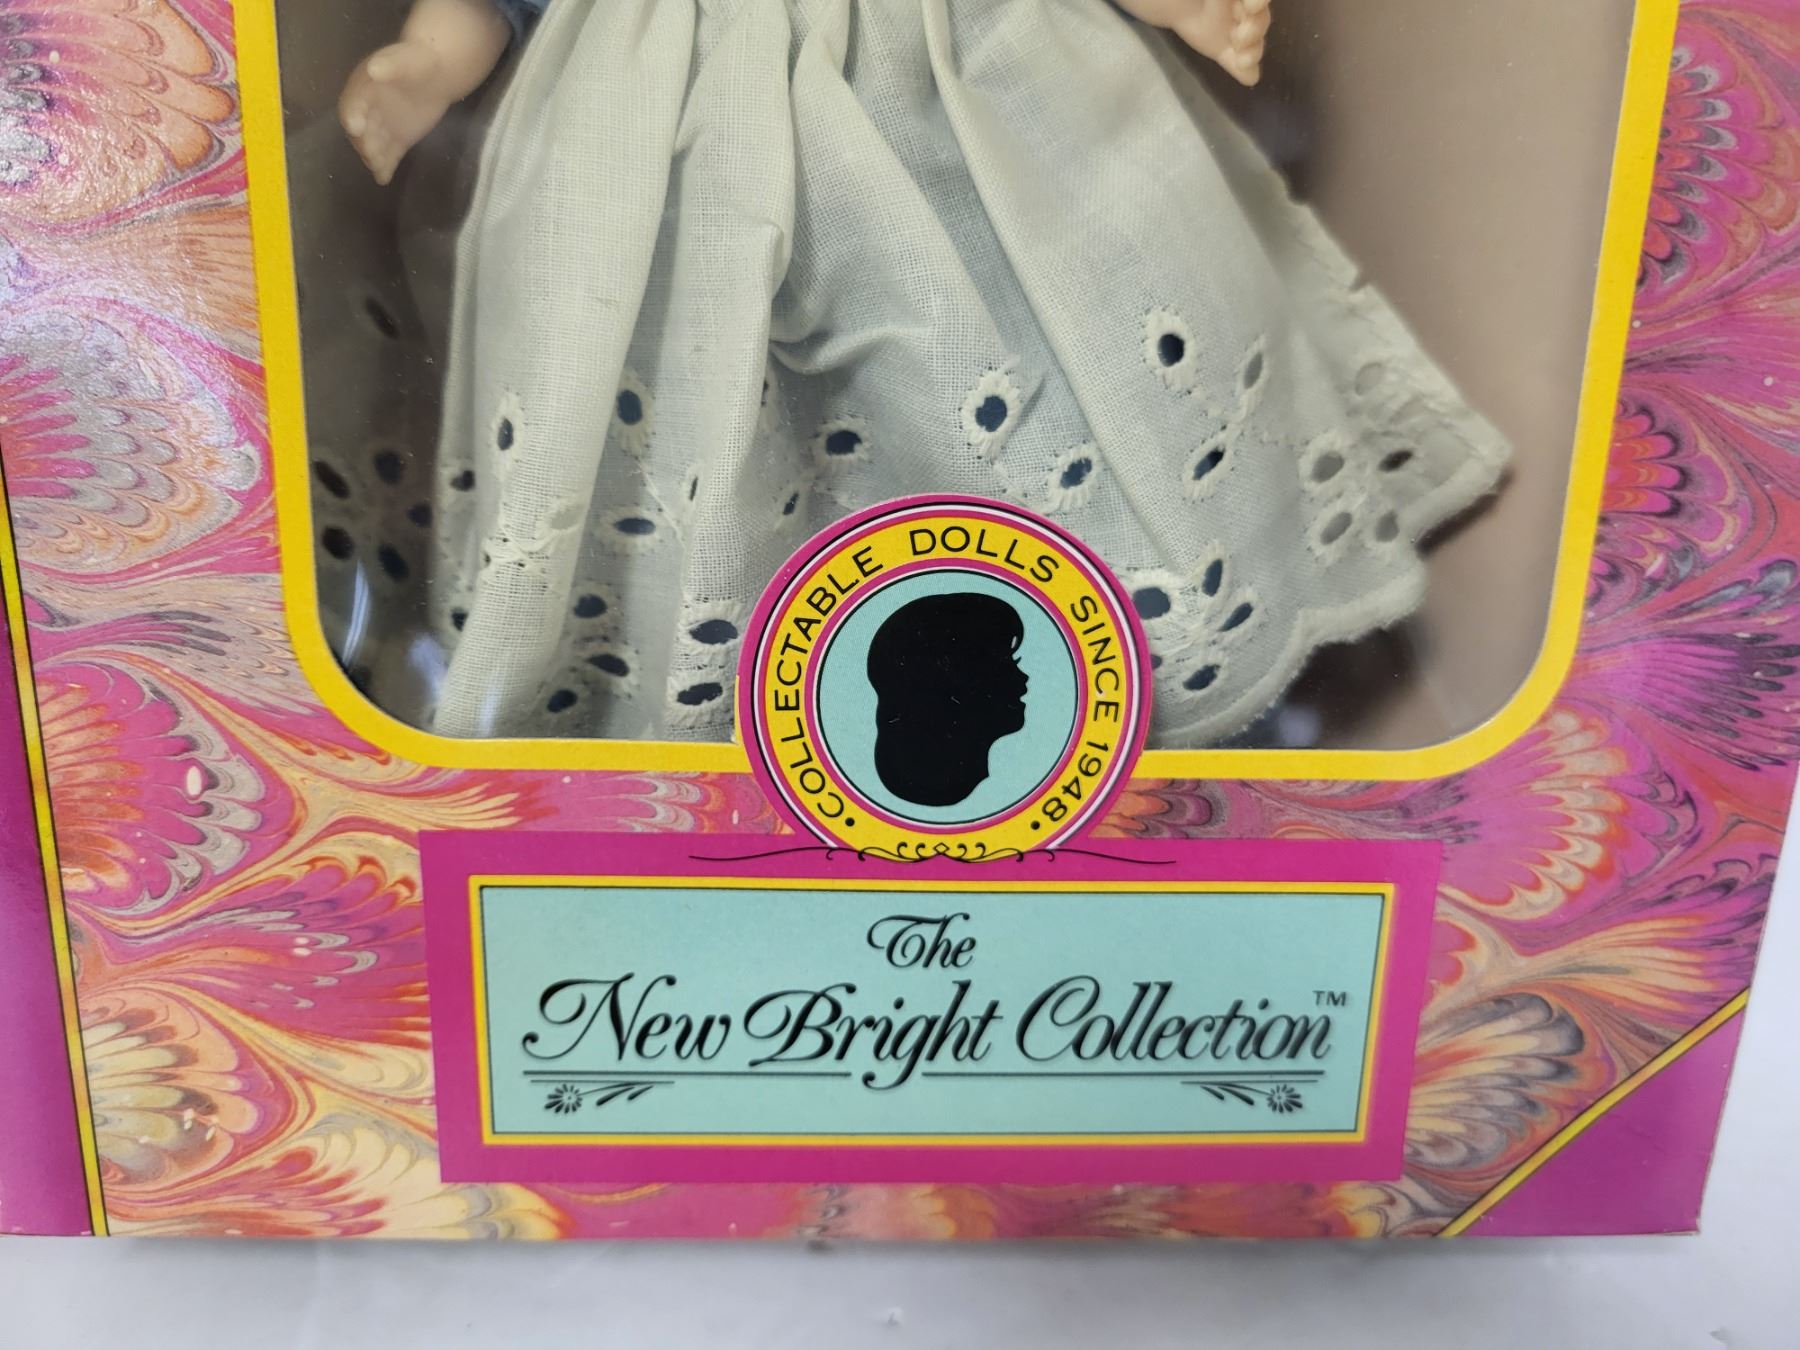 • COLLECTABLE DOLLS SINCE 1948 •
The
New Bright Collection™